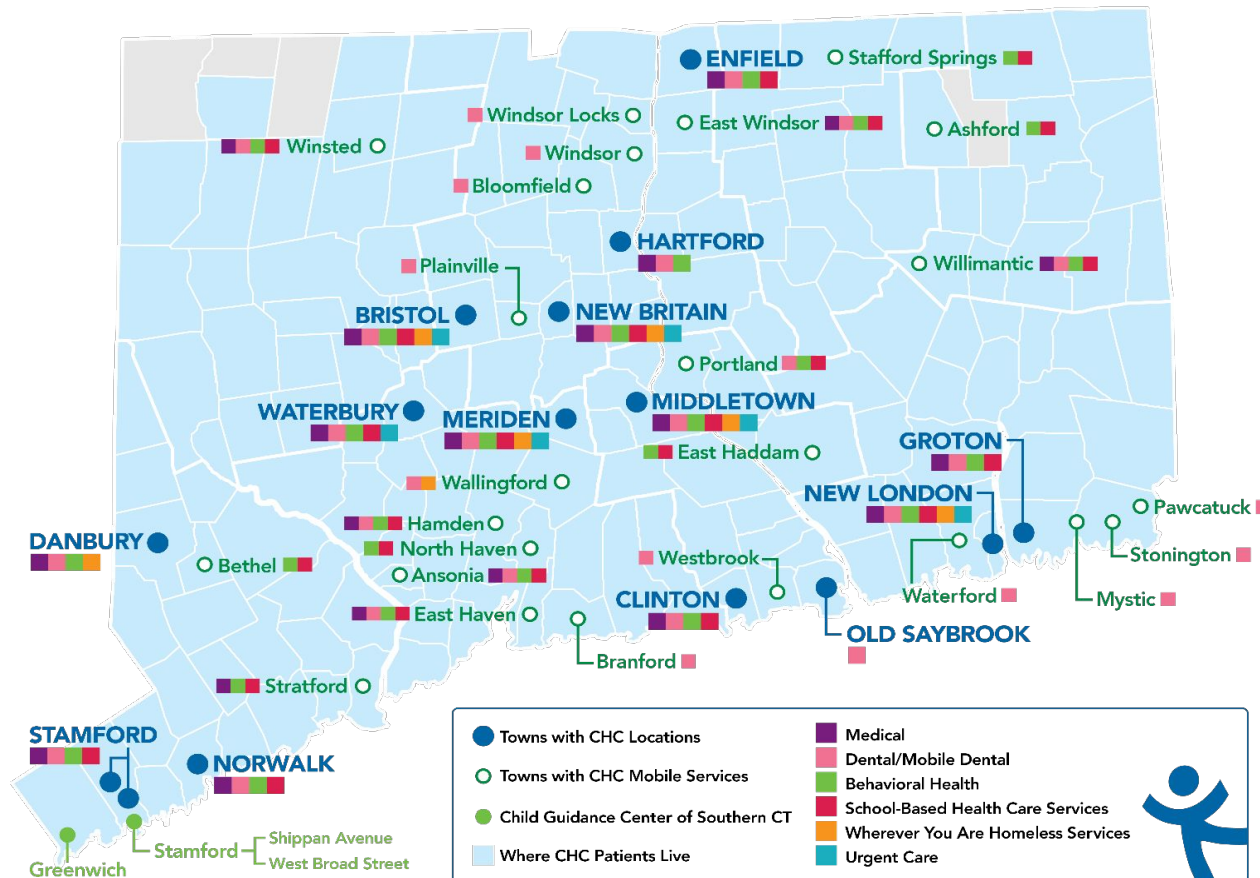 ENFIELD
Stafford Springs
Windsor Locks
East Windsor
Ashford
Winsted
Windsor
Bloomfield
HARTFORD
Plainville
Willimantic
BRISTOL
NEW BRITAIN
Portland
WATERBURY
MERIDEN
MIDDLETOWN
GROTON
East Haddam
Wallingford
NEW LONDON
Pawcatuck
Hamden
DANBURY
North Haven
Stonington
Bethel
Ansonia
Westbrook
Waterford
Mystic
East Haven
CLINTON
OLD SAYBROOK
Branford
Stratford
STAMFORD
NORWALK
Shippan Avenue
Stamford
West Broad Street
Greenwich
Towns with CHC Locations
Towns with CHC Mobile Services
Child Guidance Center of Southern CT
Where CHC Patients Live
Medical
Dental/Mobile Dental
Behavioral Health
School-Based Health Care Services
Wherever You Are Homeless Services
Urgent Care